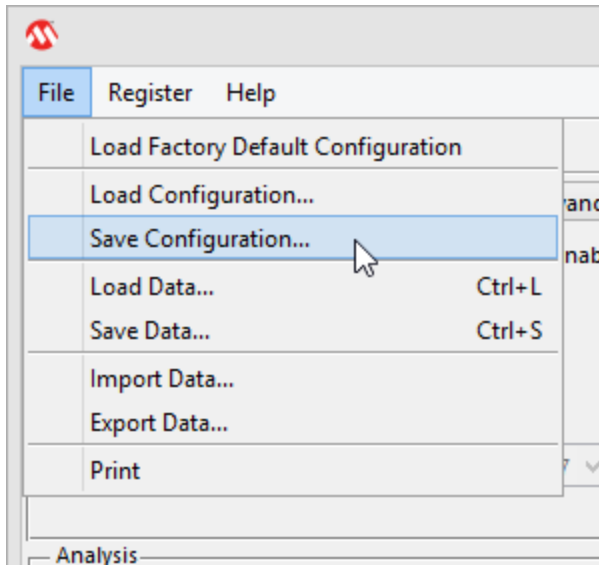 File Register Help
Load Factory Default Configuration
Load Configuration...
Save Configuration...
Load Data... Ctrl+L
Save Data... Ctrl+S
Import Data...
Export Data...
Print
Analysis